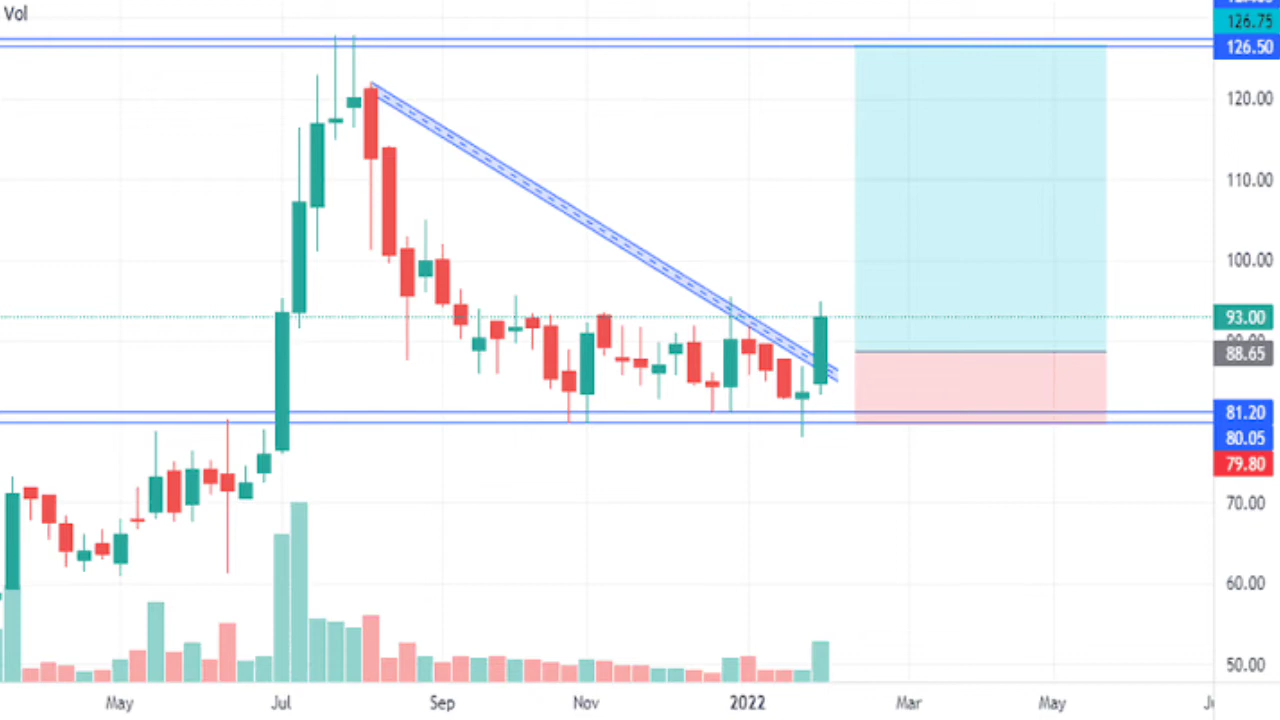 Vol
126.75
126.50
120.00
110.00
100.00
93.00
88.65
81.20
80.05
79.80
70.00
60.00
50.00
May
Jul
Sep
Nov
2022
Mar
May